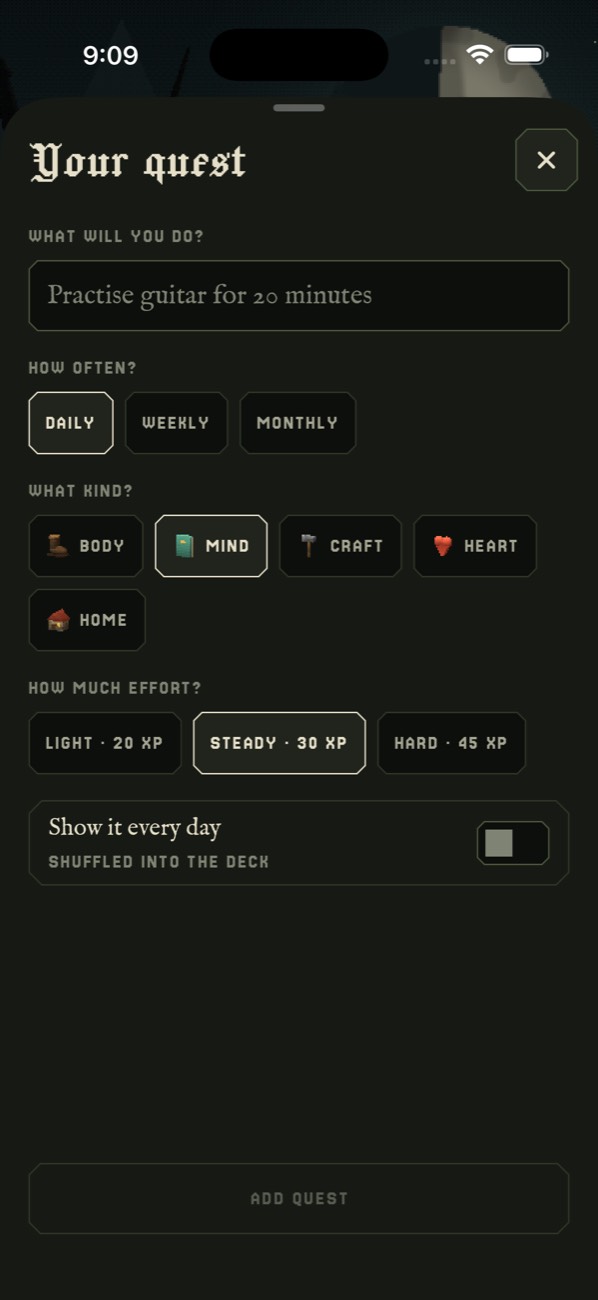 9:09
Your quest
WHAT WILL YOU DO?
Practise guitar for 20 minutes
HOW OFTEN?
DAILY WEEKLY MONTHLY
WHAT KIND?
BODY MIND CRAFT HEART
HOME
HOW MUCH EFFORT?
LIGHT · 20 XP STEADY · 30 XP HARD · 45 XP
Show it every day
SHUFFLED INTO THE DECK
ADD QUEST